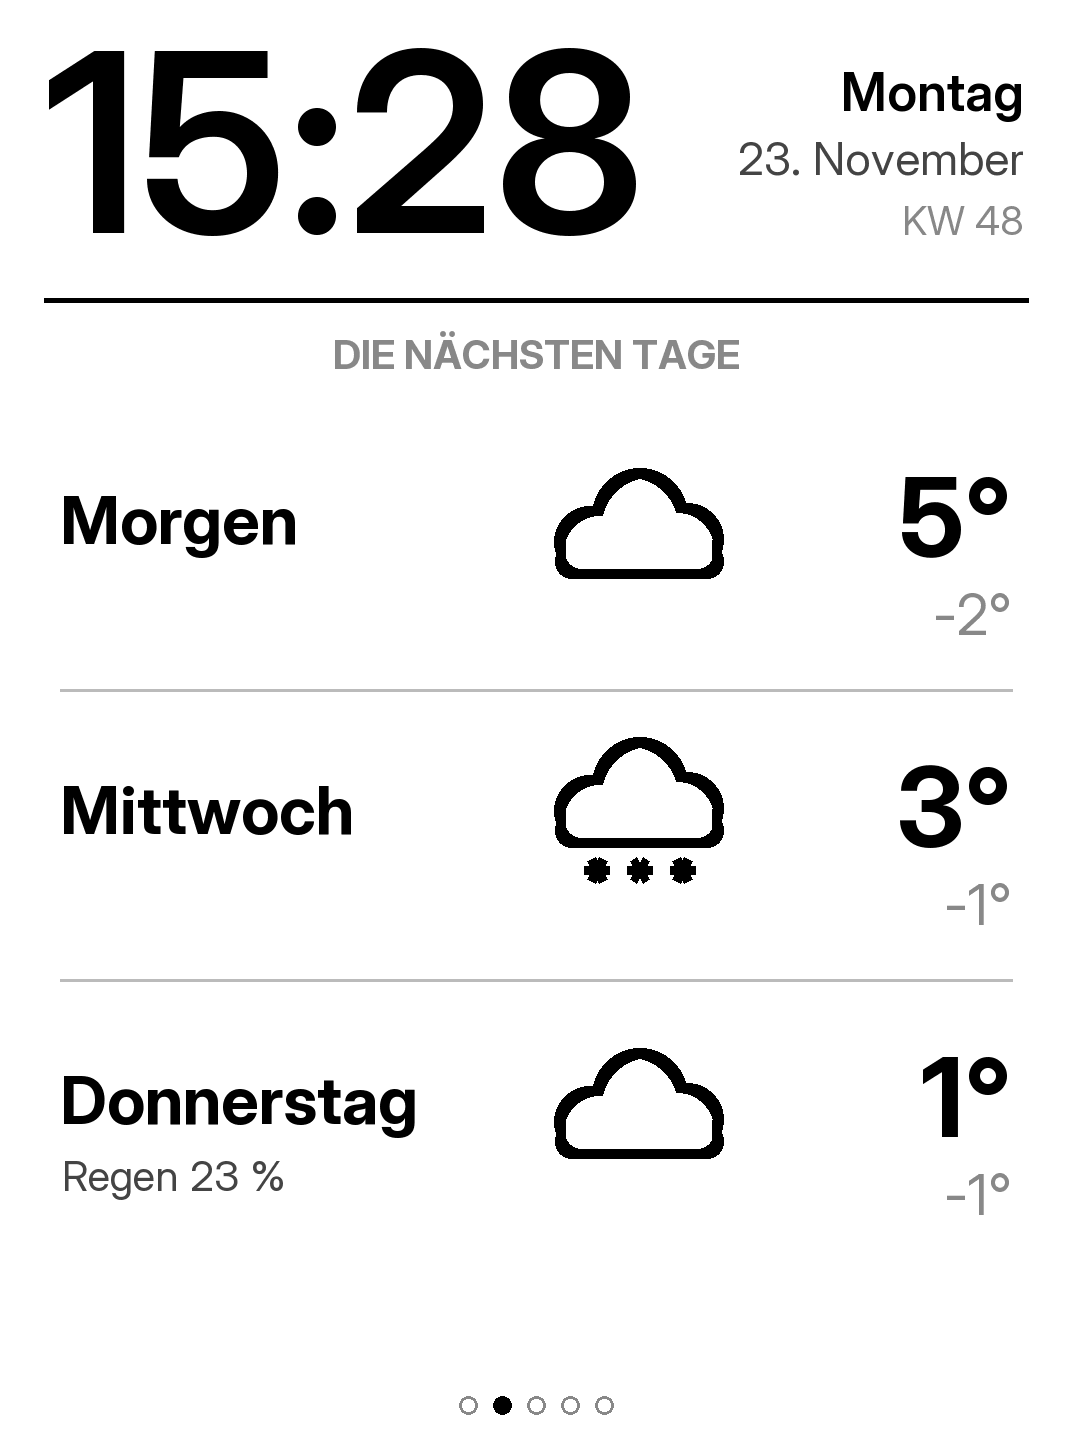 15:28
Montag
23. November
KW 48
DIE NÄCHSTEN TAGE
Morgen
5°
-2°
Mittwoch
3°
-1°
Donnerstag
1°
Regen 23 %
-1°